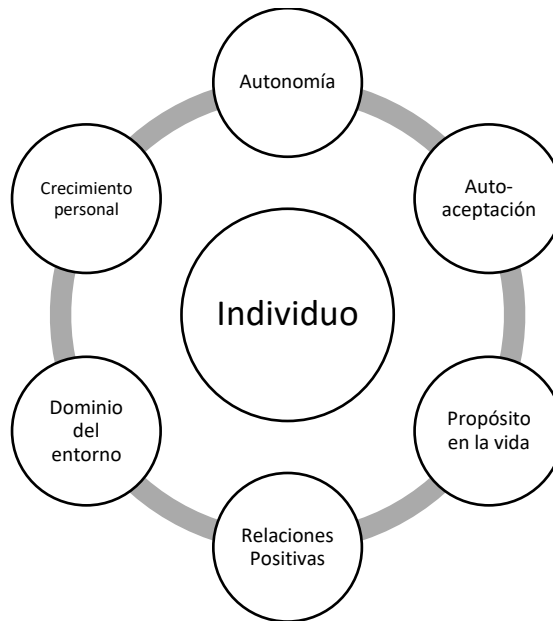 Autonomía
Auto-
aceptación
Propósito
en la vida
Relaciones
Positivas
Dominio
del
entorno
Crecimiento
personal
Individuo